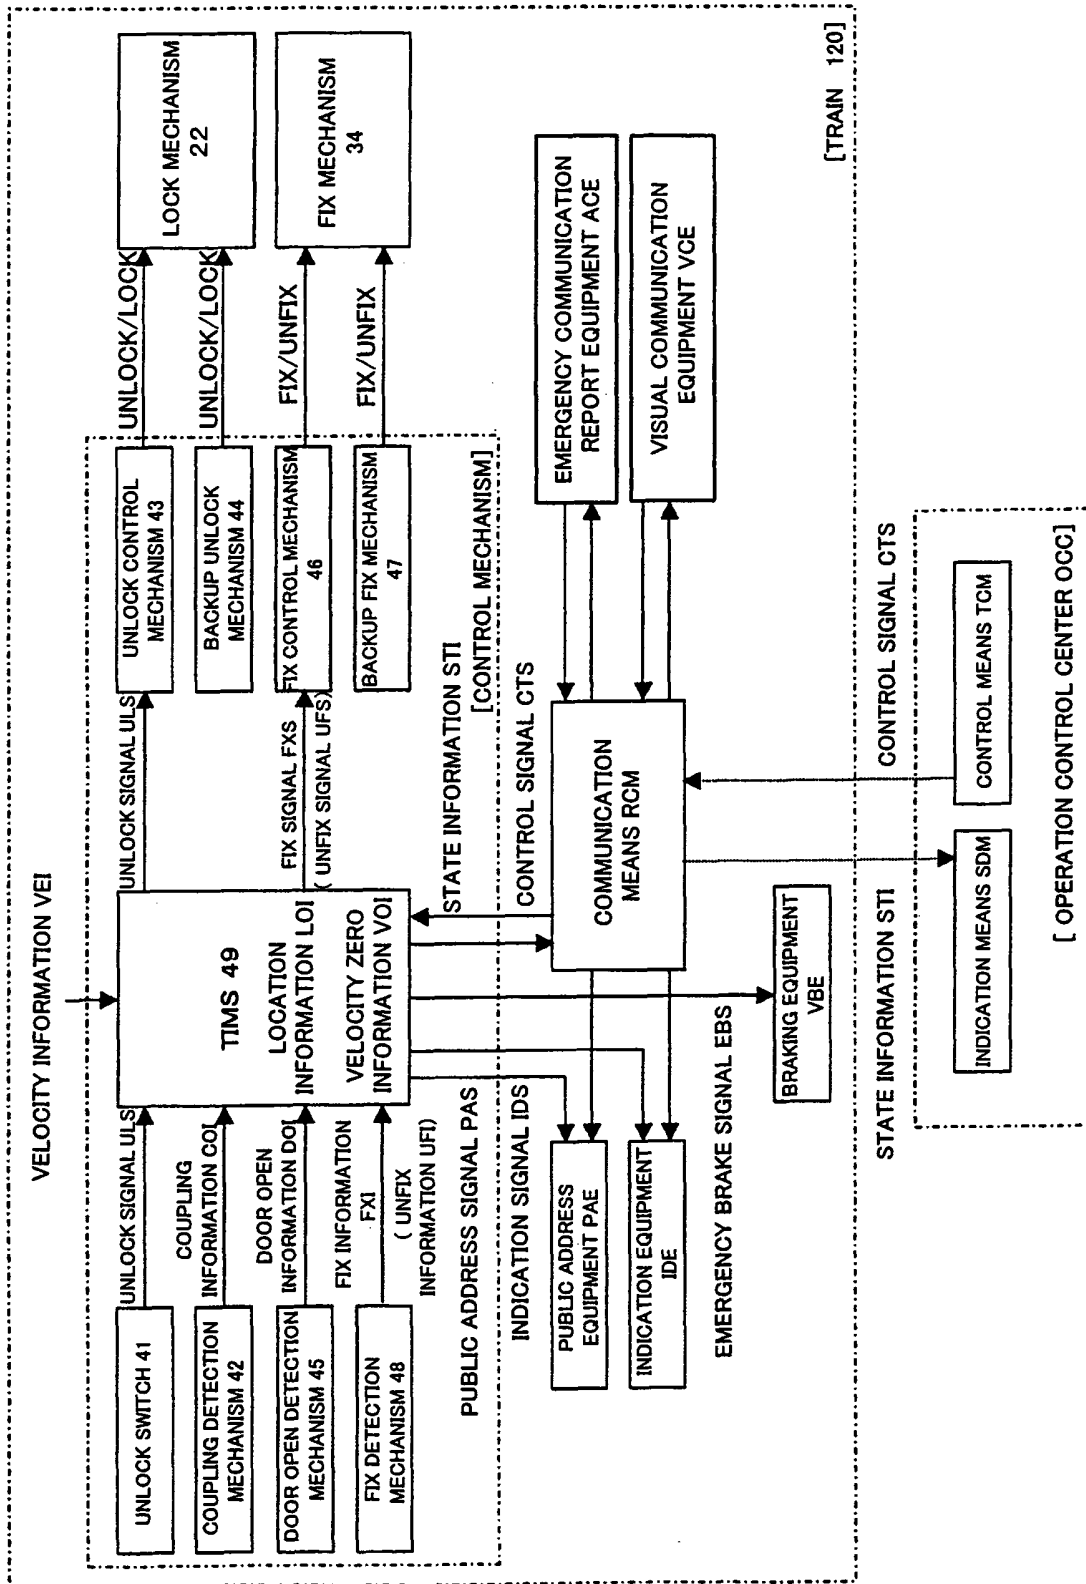 VELOCITY INFORMATION VEI
UNLOCK SWITCH 41
COUPLING DETECTION
MECHANISM 42
DOOR OPEN DETECTION
MECHANISM 45
FIX DETECTION
MECHANISM 48
UNLOCK SIGNAL ULS
COUPLING
INFORMATION COI
DOOR OPEN
INFORMATION DOI
FIX INFORMATION
FXI
( UNFIX
INFORMATION UFI)
TIMS 49
LOCATION
INFORMATION LOI
VELOCITY ZERO
INFORMATION VOI
UNLOCK SIGNAL ULS
FIX SIGNAL FXS
( UNFIX SIGNAL UFS)
UNLOCK CONTROL
MECHANISM 43
BACKUP UNLOCK
MECHANISM 44
FIX CONTROL MECHANISM
46
BACKUP FIX MECHANISM
47
UNLOCK/LOCK
UNLOCK/LOCK
FIX/UNFIX
FIX/UNFIX
LOCK MECHANISM
22
FIX MECHANISM
34
PUBLIC ADDRESS SIGNAL PAS
STATE INFORMATION STI
[CONTROL MECHANISM]
INDICATION SIGNAL IDS
CONTROL SIGNAL CTS
PUBLIC ADDRESS
EQUIPMENT PAE
INDICATION EQUIPMENT
IDE
COMMUNICATION
MEANS RCM
EMERGENCY COMMUNICATION
REPORT EQUIPMENT ACE
VISUAL COMMUNICATION
EQUIPMENT VCE
EMERGENCY BRAKE SIGNAL EBS
BRAKING EQUIPMENT
VBE
[TRAIN 120]
STATE INFORMATION STI
CONTROL SIGNAL CTS
INDICATION MEANS SDM
CONTROL MEANS TCM
[ OPERATION CONTROL CENTER OCC]